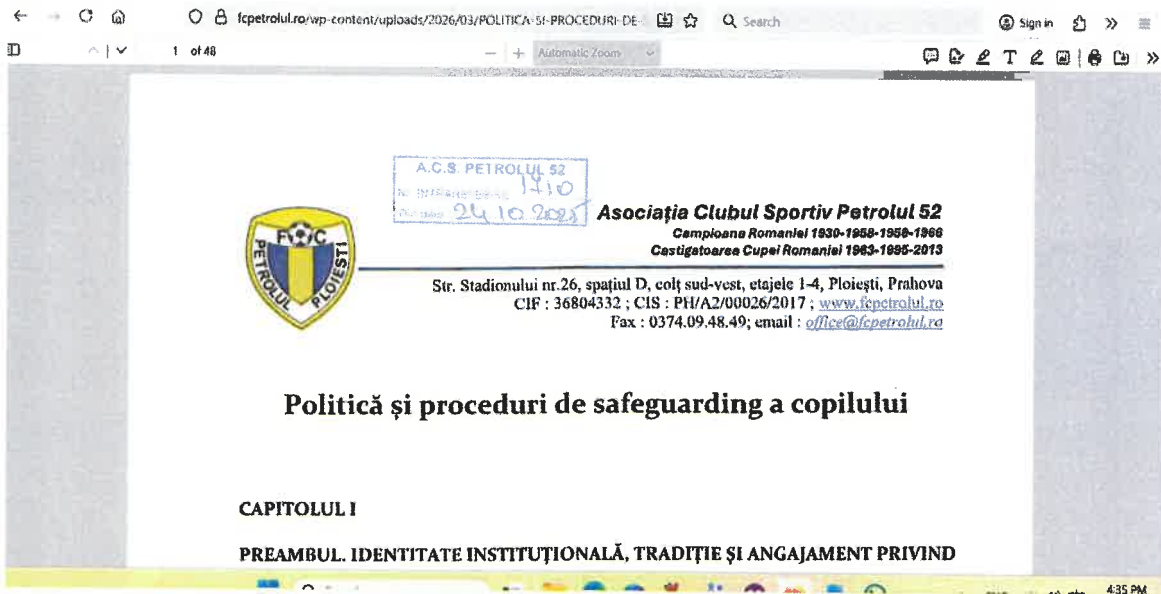 fcpetrolul.ro/wp-content/uploads/2026/03/POLITICA-SI-PROCEDURI-DE-
Search
Sign in
1 of 48
Automatic Zoom
A.C.S. PETROLUL 52
1710
24 10 2025
Asociația Clubul Sportiv Petrolul 52
Campioana Romaniei 1930-1958-1959-1966
Castigatoarea Cupei Romaniei 1963-1995-2013
FC
PETROLUL PLOIEȘTI
Str. Stadionului nr.26, spațiul D, colț sud-vest, etajele 1-4, Ploiești, Prahova
CIF : 36804332 ; CIS : PH/A2/00026/2017 ; www.fcpetrolul.ro
Fax : 0374.09.48.49; email : office@fcpetrolul.ro
Politică și proceduri de safeguarding a copilului
CAPITOLUL I
PREAMBUL. IDENTITATE INSTITUȚIONALĂ, TRADIȚIE ȘI ANGAJAMENT PRIVIND
4:35 PM